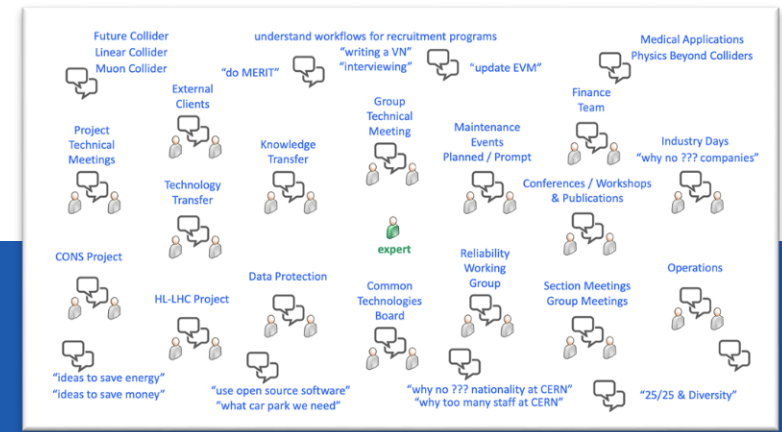 Future Collider
Linear Collider
Muon Collider
understand workflows for recruitment programs
"writing a VN"
"interviewing"
"do MERIT"
"update EVM"
Medical Applications
Physics Beyond Colliders
External
Clients
Group
Technical
Meeting
Finance
Team
Project
Technical
Meetings
Knowledge
Transfer
Maintenance
Events
Planned / Prompt
Industry Days
"why no ??? companies"
Technology
Transfer
Conferences / Workshops
& Publications
expert
CONS Project
HL-LHC Project
Data Protection
Common
Technologies
Board
Reliability
Working
Group
Section Meetings
Group Meetings
Operations
"ideas to save energy"
"ideas to save money"
"use open source software"
"what car park we need"
"why no ??? nationality at CERN"
"why too many staff at CERN"
"25/25 & Diversity"